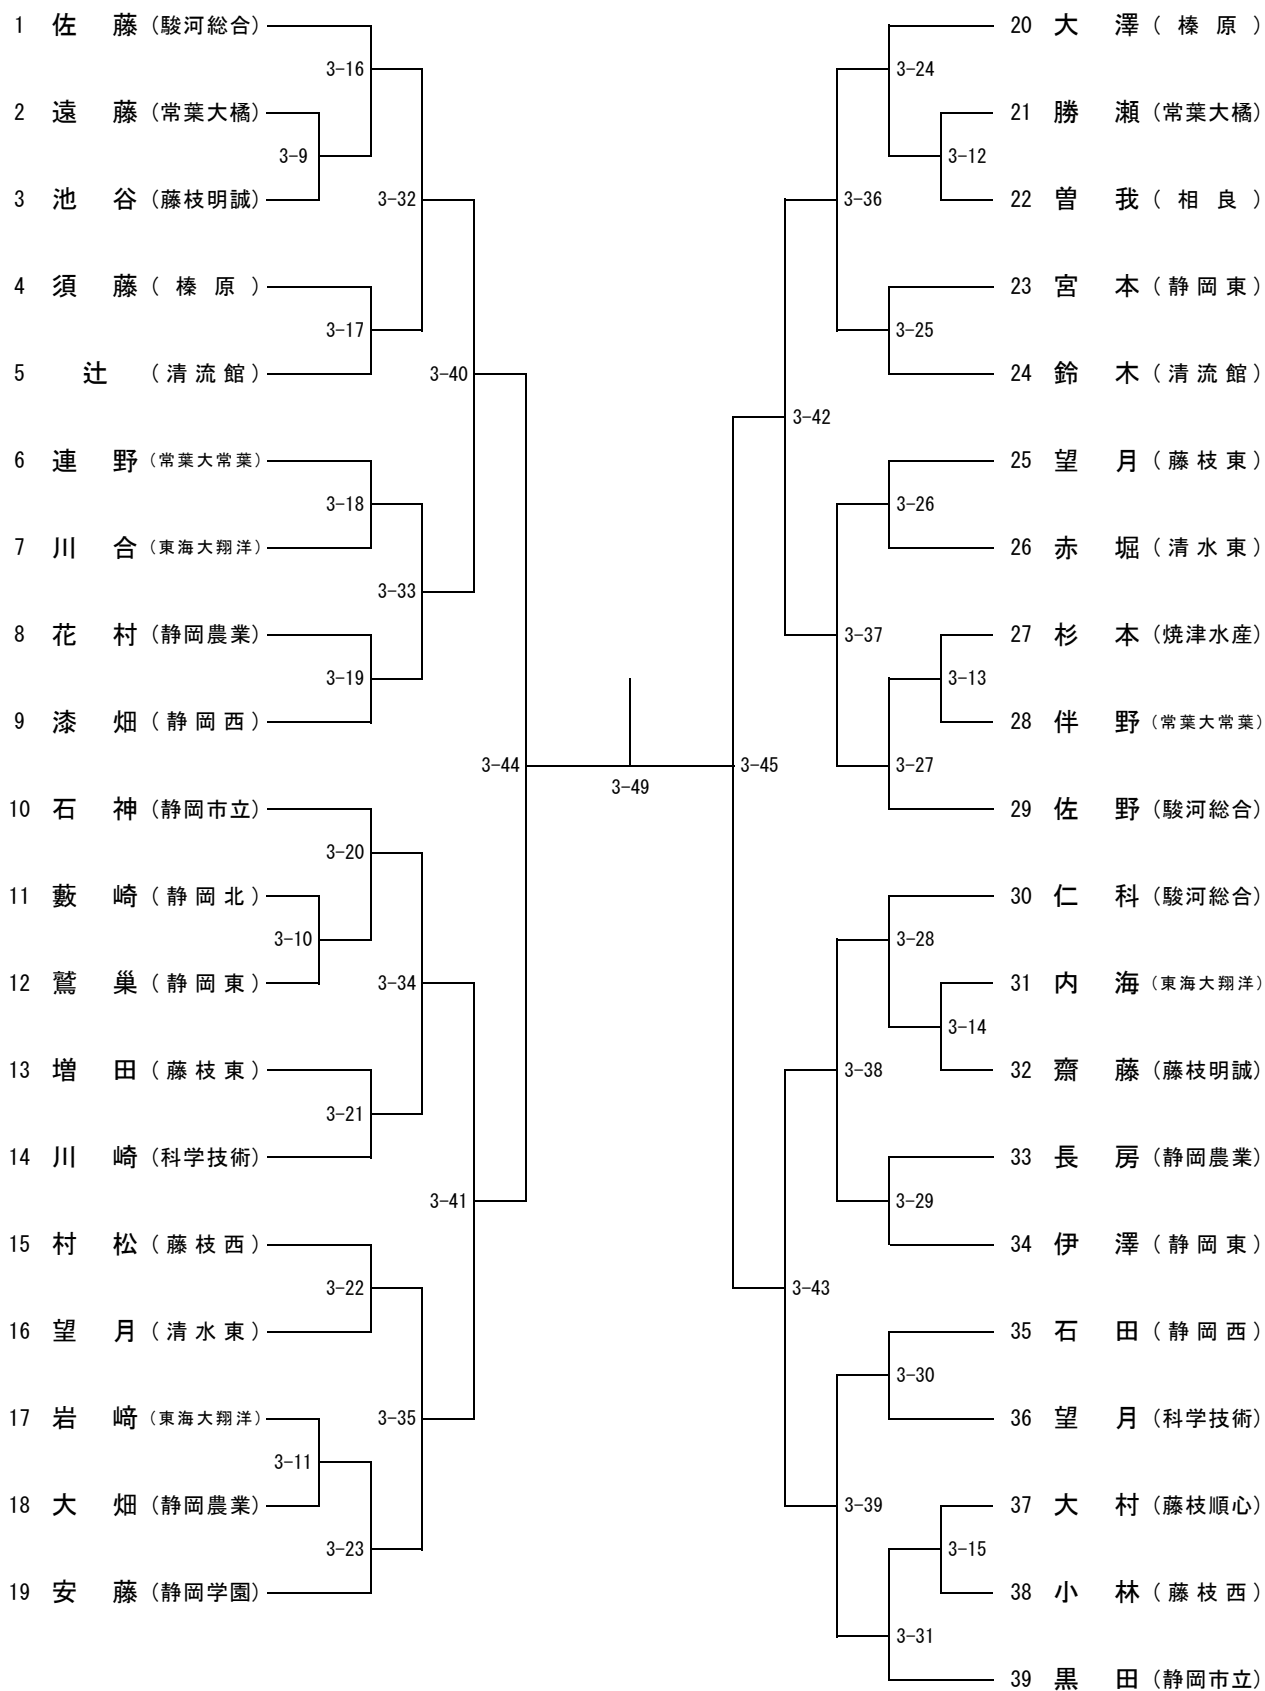 1 佐 藤 (駿河総合)
3-16
2 遠 藤 (常葉大橘)
3-9
3 池 谷 (藤枝明誠)
3-32
4 須 藤 ( 榛 原 )
3-17
5 辻 ( 清 流 館 )
3-40
6 連 野 (常葉大常葉)
3-18
7 川 合 (東海大翔洋)
3-33
8 花 村 (静岡農業)
3-19
9 漆 畑 ( 静 岡 西 )
3-44
10 石 神 (静岡市立)
3-20
11 藪 崎 ( 静 岡 北 )
3-10
12 鷲 巣 ( 静 岡 東 )
3-34
13 増 田 ( 藤 枝 東 )
3-21
14 川 崎 (科学技術)
3-41
15 村 松 ( 藤 枝 西 )
3-22
16 望 月 ( 清 水 東 )
17 岩 﨑 (東海大翔洋)
3-35
3-11
18 大 畑 (静岡農業)
3-23
19 安 藤 (静岡学園)
3-49
20 大 澤 ( 榛 原 )
3-24
21 勝 瀬 (常葉大橘)
3-12
22 曽 我 ( 相 良 )
3-36
23 宮 本 ( 静 岡 東 )
3-25
24 鈴 木 ( 清 流 館 )
3-42
25 望 月 ( 藤 枝 東 )
3-26
26 赤 堀 ( 清 水 東 )
27 杉 本 (焼津水産)
3-37
3-13
28 伴 野 (常葉大常葉)
3-27
3-45
29 佐 野 (駿河総合)
30 仁 科 (駿河総合)
3-28
31 内 海 (東海大翔洋)
3-14
32 齋 藤 (藤枝明誠)
3-38
33 長 房 (静岡農業)
3-29
34 伊 澤 ( 静 岡 東 )
3-43
35 石 田 ( 静 岡 西 )
3-30
36 望 月 (科学技術)
37 大 村 (藤枝順心)
3-39
3-15
38 小 林 ( 藤 枝 西 )
3-31
39 黒 田 (静岡市立)